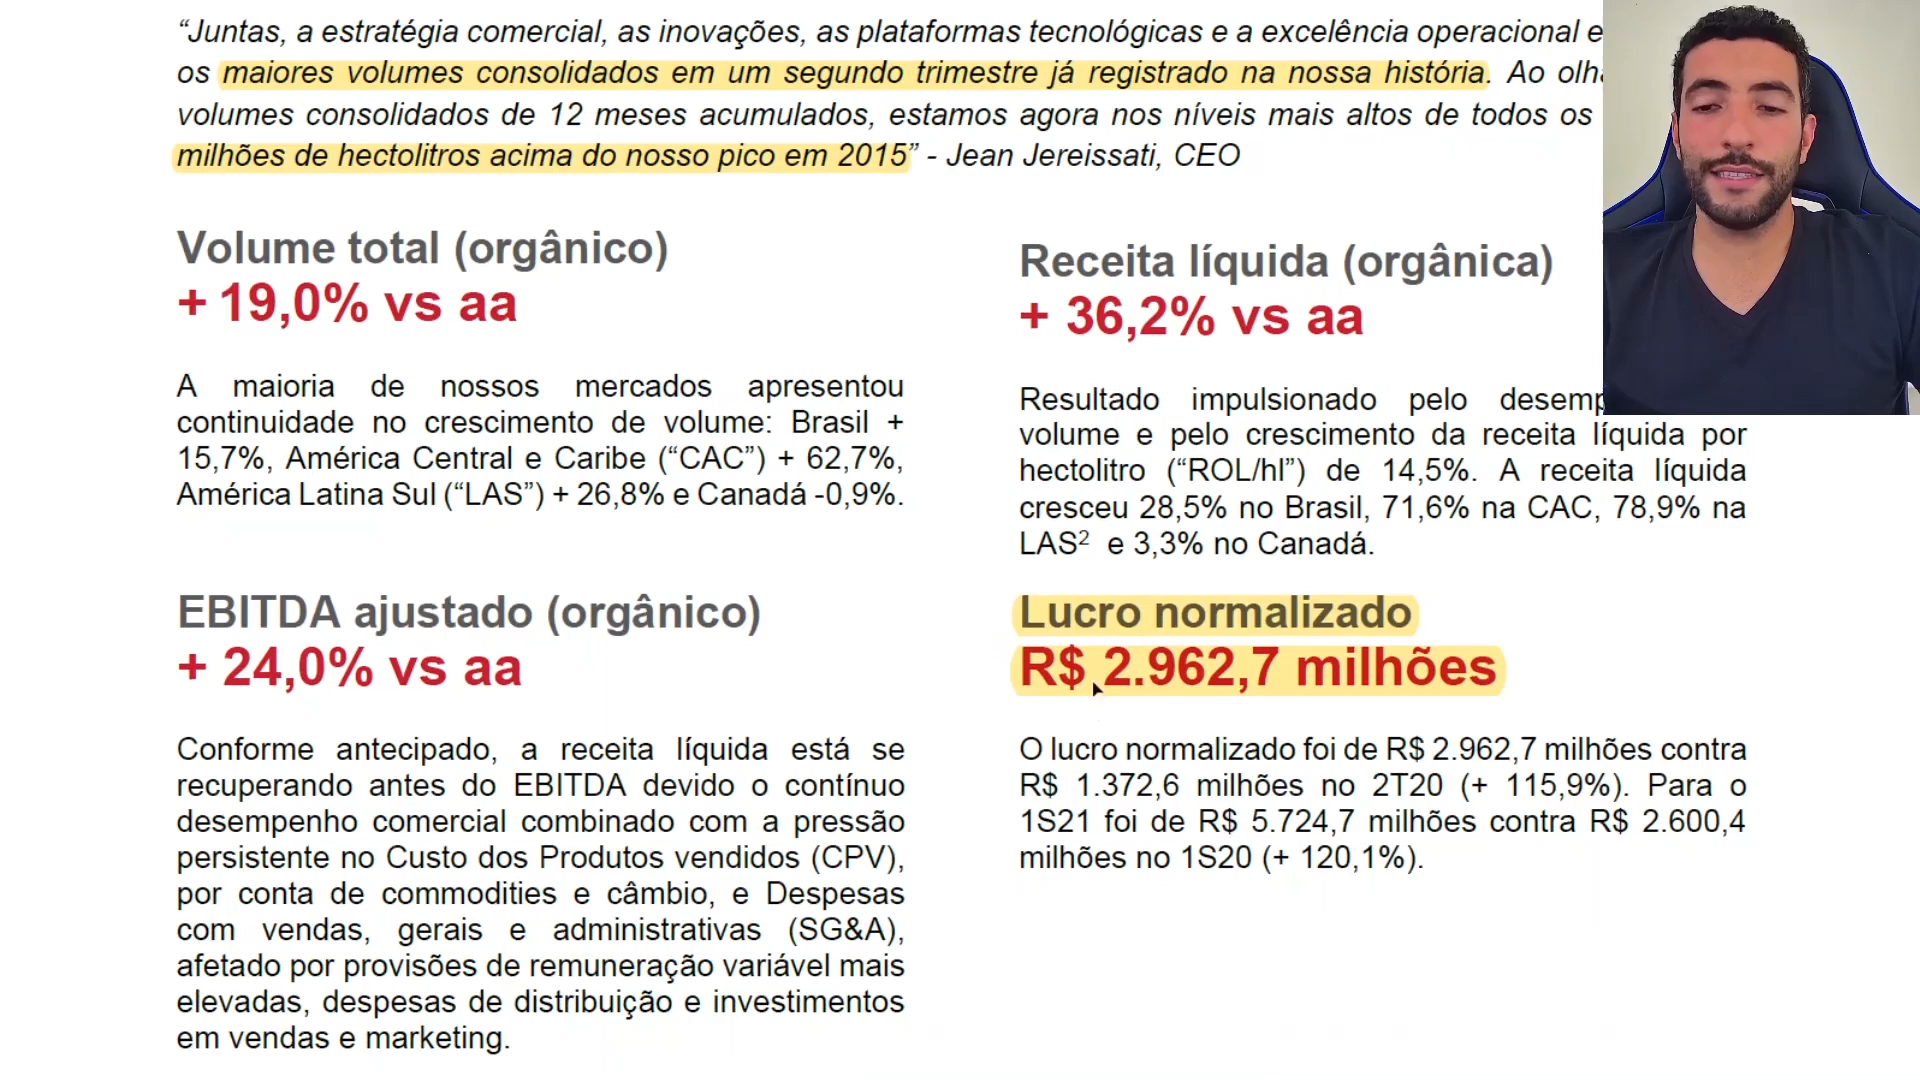 “Juntas, a estratégia comercial, as inovações, as plataformas tecnológicas e a excelência operacional
os maiores volumes consolidados em um segundo trimestre já registrado na nossa história. Ao
volumes consolidados de 12 meses acumulados, estamos agora nos níveis mais altos de todos os
milhões de hectolitros acima do nosso pico em 2015” - Jean Jereissati, CEO
Volume total (orgânico)
+ 19,0% vs aa
A maioria de nossos mercados apresentou
continuidade no crescimento de volume: Brasil +
15,7%, América Central e Caribe (“CAC”) + 62,7%,
América Latina Sul (“LAS”) + 26,8% e Canadá -0,9%.
Receita líquida (orgânica)
+ 36,2% vs aa
Resultado impulsionado pelo
volume e pelo crescimento da receita líquida por
hectolitro (“ROL/hl”) de 14,5%. A receita líquida
cresceu 28,5% no Brasil, 71,6% na CAC, 78,9% na
LAS² e 3,3% no Canadá.
EBITDA ajustado (orgânico)
+ 24,0% vs aa
Conforme antecipado, a receita líquida está se
recuperando antes do EBITDA devido o contínuo
desempenho comercial combinado com a pressão
persistente no Custo dos Produtos vendidos (CPV),
por conta de commodities e câmbio, e Despesas
com vendas, gerais e administrativas (SG&A),
afetado por provisões de remuneração variável mais
elevadas, despesas de distribuição e investimentos
em vendas e marketing.
Lucro normalizado
R$ 2.962,7 milhões
O lucro normalizado foi de R$ 2.962,7 milhões contra
R$ 1.372,6 milhões no 2T20 (+ 115,9%). Para o
1S21 foi de R$ 5.724,7 milhões contra R$ 2.600,4
milhões no 1S20 (+ 120,1%).